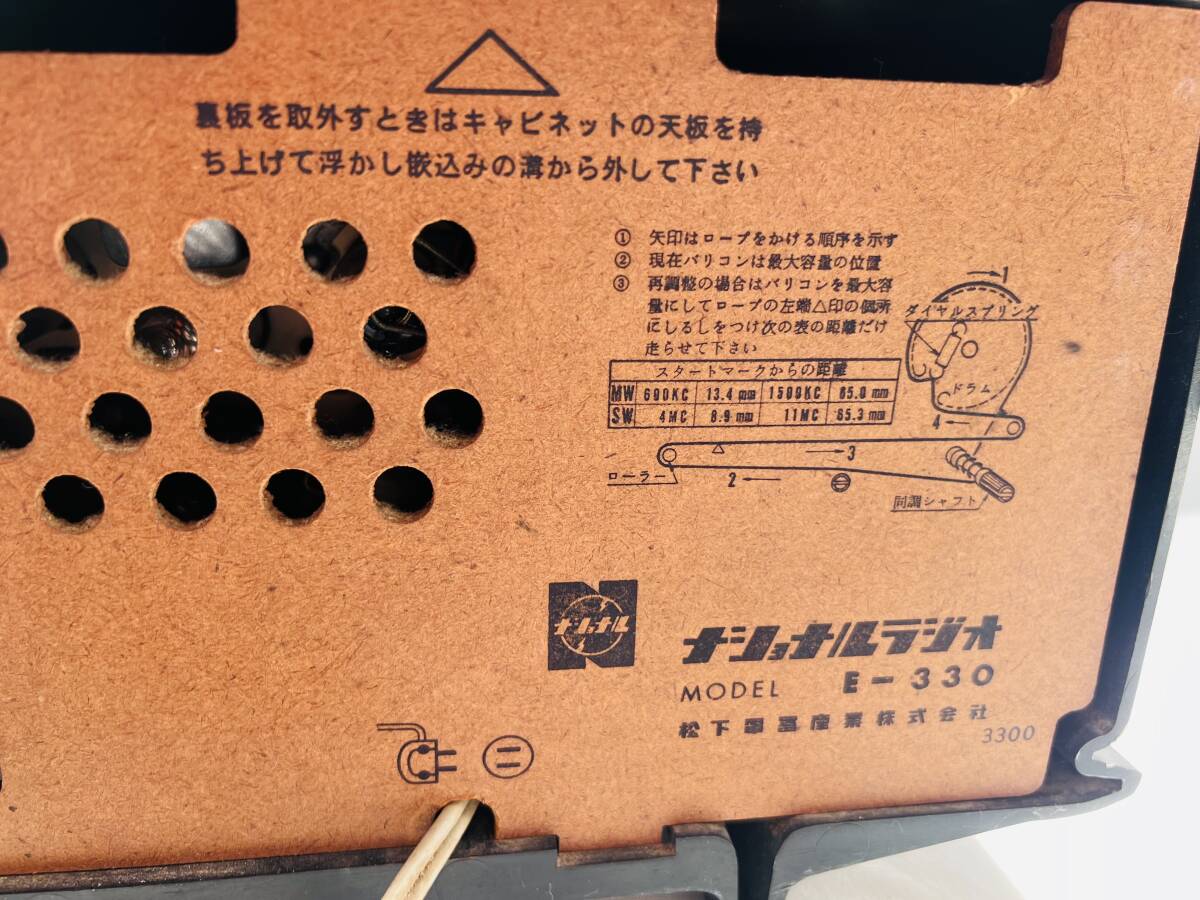 裏板を取外すときはキャビネットの天板を持
ち上げて浮かし嵌込みの溝から外して下さい
① 矢印はロープをかける順序を示す
② 現在バリコンは最大容量の位置
③ 再調整の場合はバリコンを最大容
量にしてロープの左端△印の個所
にしるしをつけ次の表の距離だけ
走らせて下さい
スタートマークからの距離
MW 600KC 13.4mm 1500KC 85.0mm
SW 4MC 8.9mm 11MC 65.3mm
1
ダイヤルスプリング
ドラム
4
3
ローラー
2
同調シャフト
N
ナショナル
ナショナルラジオ
MODEL E-330
松下電器産業株式会社
3300